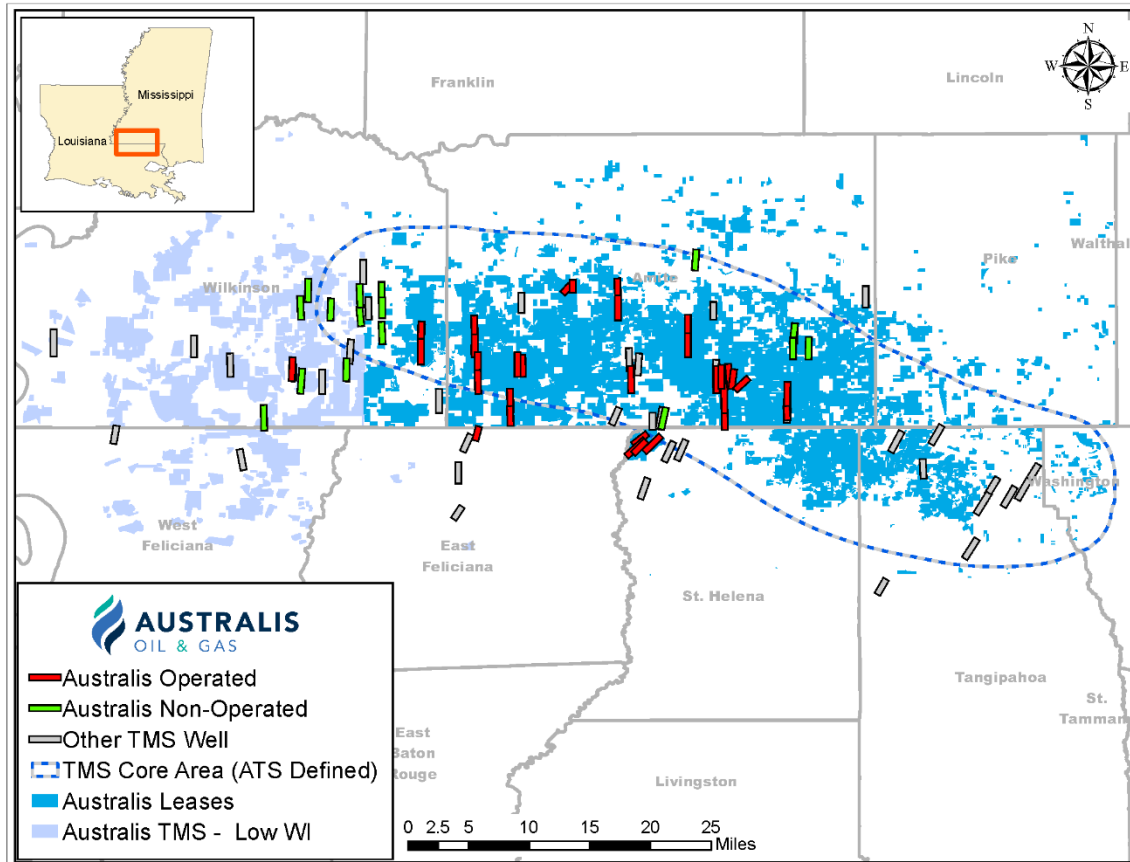 Mississippi
Louisiana
Franklin
Lincoln
N
W E
S
Wilkinson
Amite
Pike
Walthal
Washington
West
Feliciana
East
Feliciana
St. Helena
Tangipahoa
St.
Tamman
East
Baton
Rouge
Livingston
AUSTRALIS
OIL & GAS
Australis Operated
Australis Non-Operated
Other TMS Well
TMS Core Area (ATS Defined)
Australis Leases
Australis TMS - Low WI
0 2.5 5 10 15 20 25
Miles